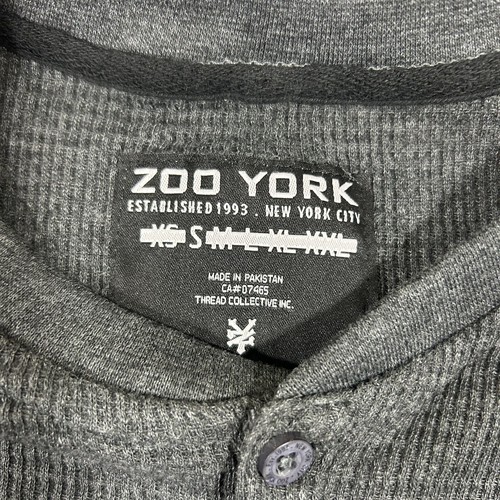 ZOO YORK
ESTABLISHED 1993 . NEW YORK CITY
XS S M L XL XXL
MADE IN PAKISTAN
CA# 07465
THREAD COLLECTIVE INC.